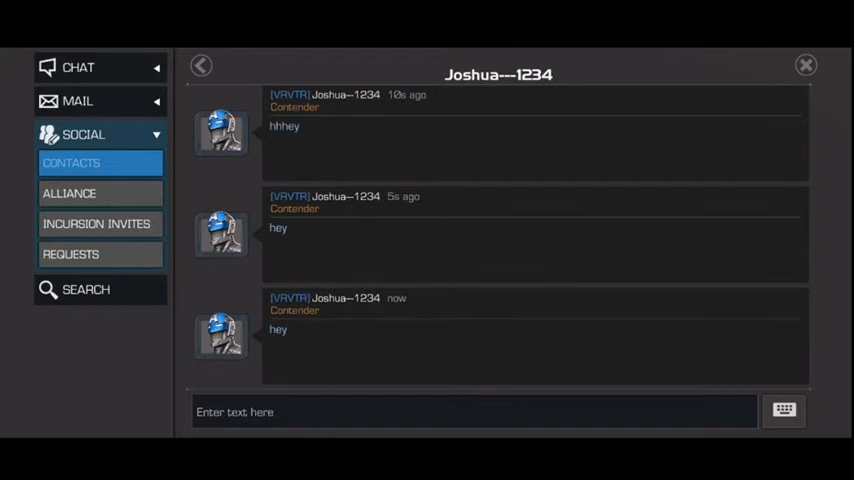 CHAT
MAIL
SOCIAL
CONTACTS
ALLIANCE
INCURSION INVITES
REQUESTS
SEARCH
Joshua---1234
[VRVTR] Joshua--1234 10s ago
Contender
hhhey
[VRVTR] Joshua--1234 5s ago
Contender
hey
[VRVTR] Joshua--1234 now
Contender
hey
Enter text here